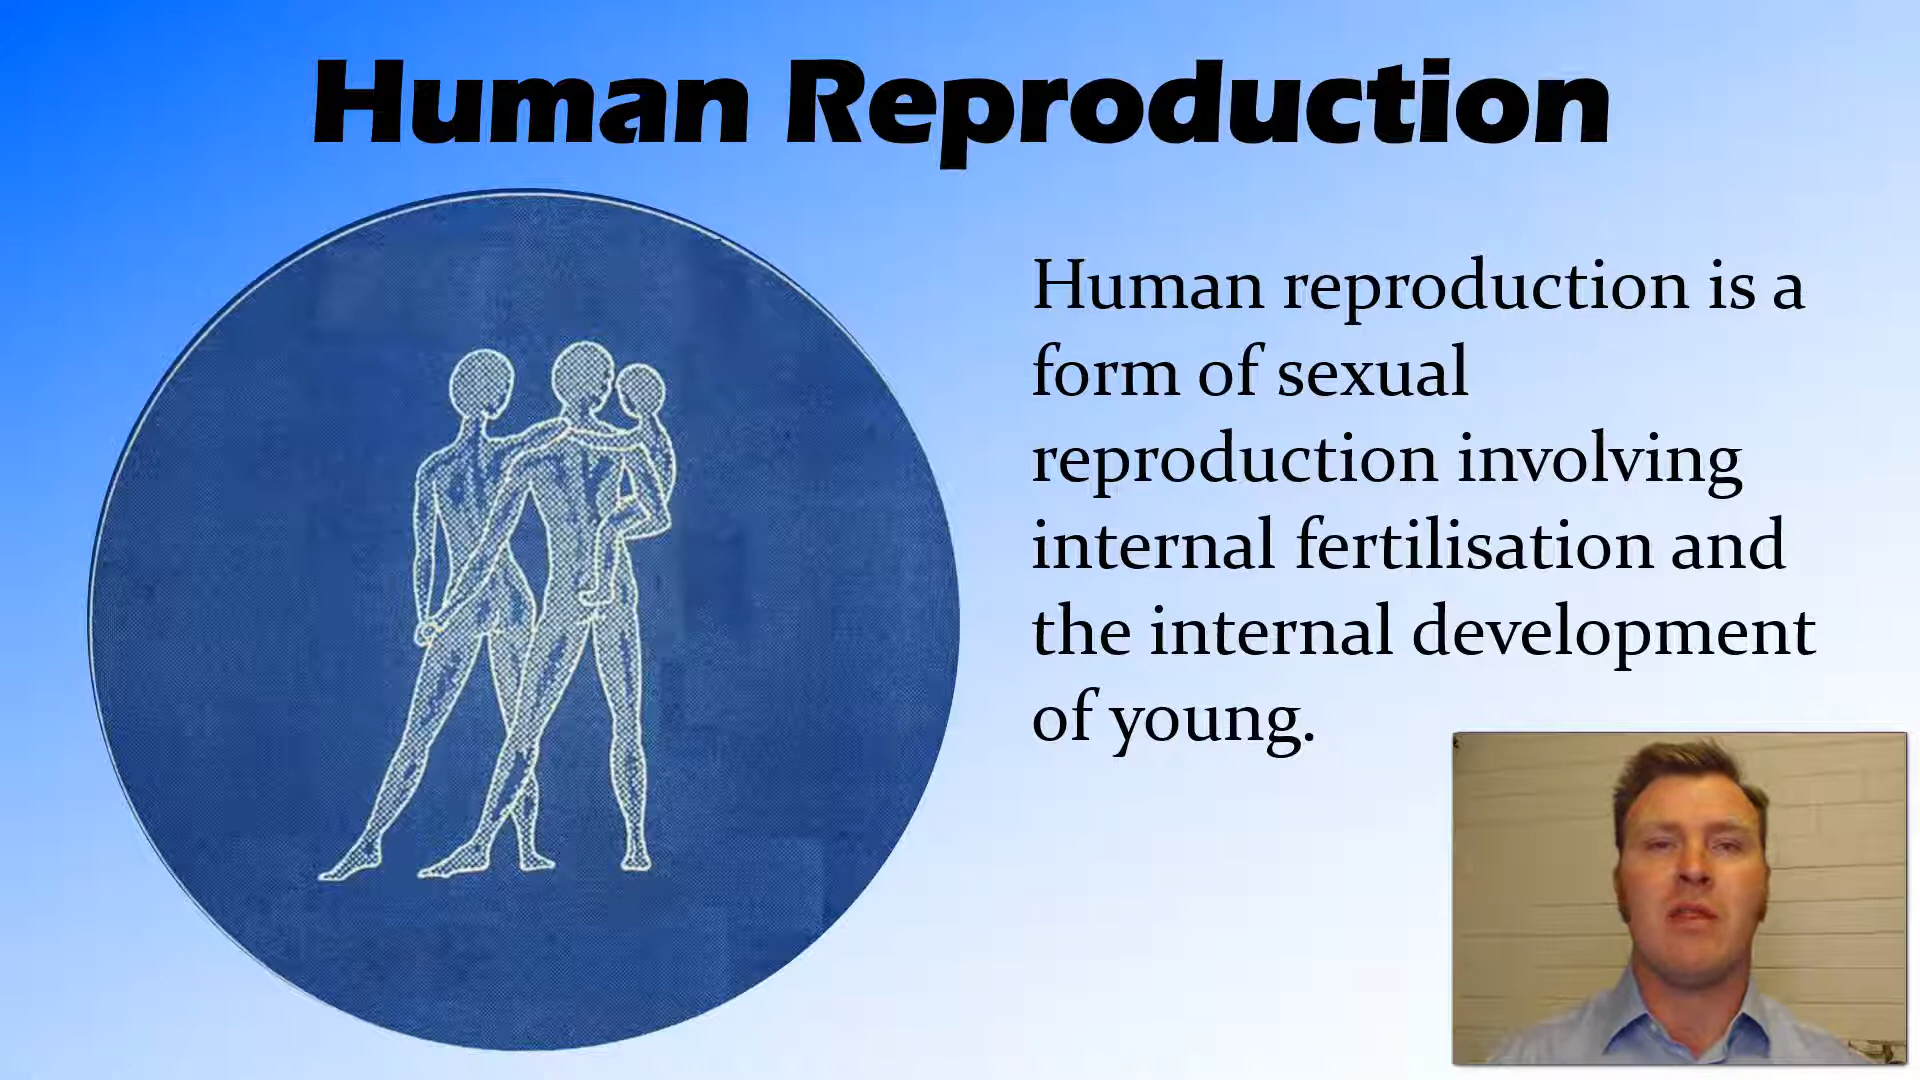 Human Reproduction
Human reproduction is a
form of sexual
reproduction involving
internal fertilisation and
the internal development
of young.